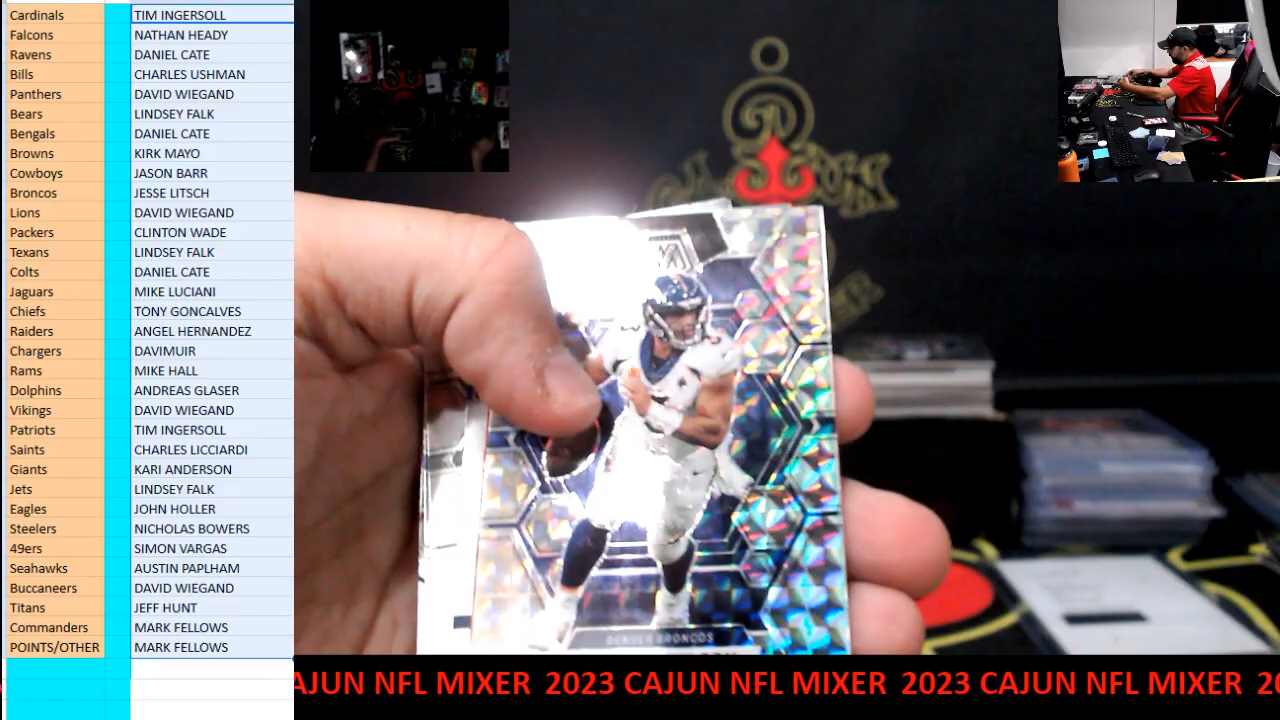 Cardinals TIM INGERSOLL
Falcons NATHAN HEADY
Ravens DANIEL CATE
Bills CHARLES USHMAN
Panthers DAVID WIEGAND
Bears LINDSEY FALK
Bengals DANIEL CATE
Browns KIRK MAYO
Cowboys JASON BARR
Broncos JESSE LITSCH
Lions DAVID WIEGAND
Packers CLINTON WADE
Texans LINDSEY FALK
Colts DANIEL CATE
Jaguars MIKE LUCIANI
Chiefs TONY GONCALVES
Raiders ANGEL HERNANDEZ
Chargers DAVIMUIR
Rams MIKE HALL
Dolphins ANDREAS GLASER
Vikings DAVID WIEGAND
Patriots TIM INGERSOLL
Saints CHARLES LICCIARDI
Giants KARI ANDERSON
Jets LINDSEY FALK
Eagles JOHN HOLLER
Steelers NICHOLAS BOWERS
49ers SIMON VARGAS
Seahawks AUSTIN PAPLHAM
Buccaneers DAVID WIEGAND
Titans JEFF HUNT
Commanders MARK FELLOWS
POINTS/OTHER MARK FELLOWS
DENVER BRONCOS
AJUN NFL MIXER 2023 CAJUN NFL MIXER 2023 CAJUN NFL MIXER 20